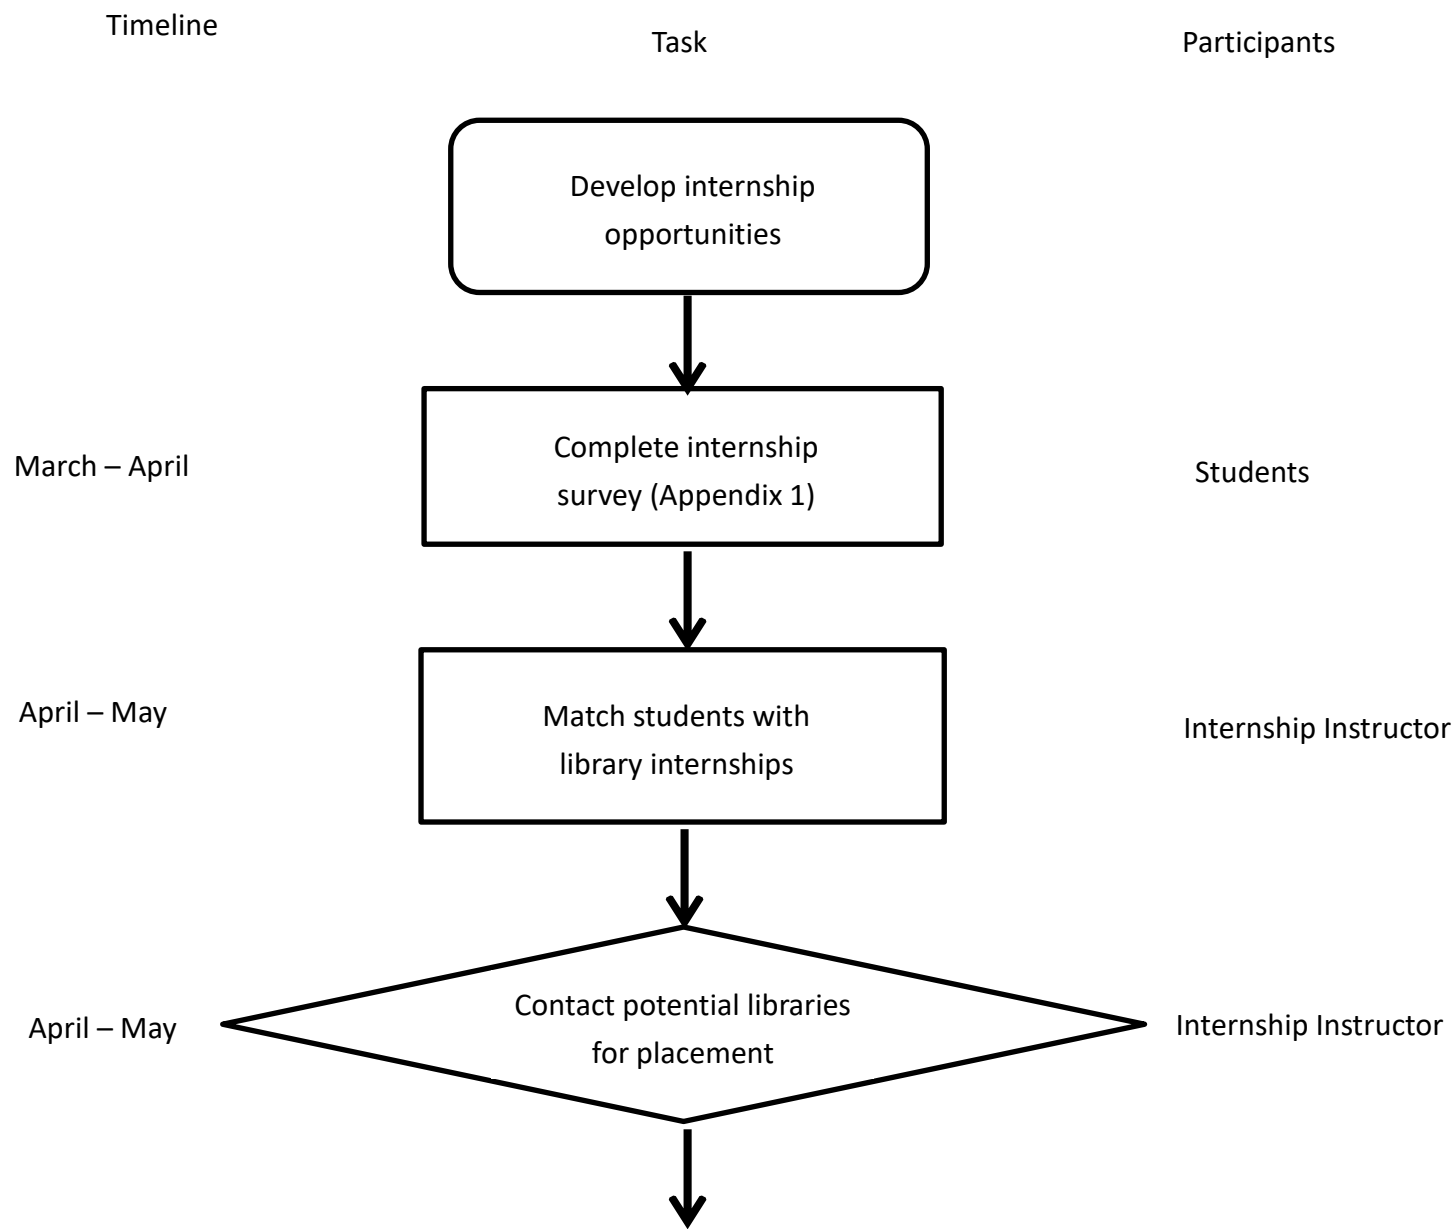 Timeline
Task
Participants
Develop internship
opportunities
March – April
Complete internship
survey (Appendix 1)
Students
April – May
Match students with
library internships
Internship Instructor
April – May
Contact potential libraries
for placement
Internship Instructor